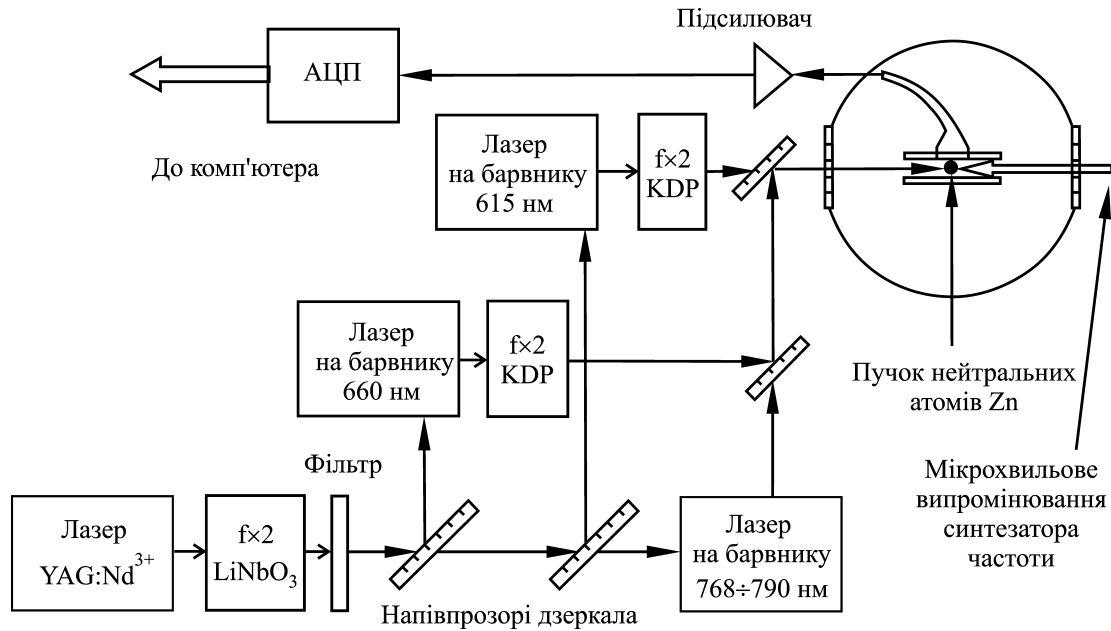 Підсилювач
АЦП
До комп'ютера
Лазер
на барвнику
615 нм
f×2
KDP
Лазер
на барвнику
660 нм
f×2
KDP
Пучок нейтральних
атомів Zn
Мікрохвильове
випромінювання
синтезатора
частоти
Фільтр
Лазер
YAG:Nd³⁺
f×2
LiNbO₃
Лазер
на барвнику
768÷790 нм
Напівпрозорі дзеркала